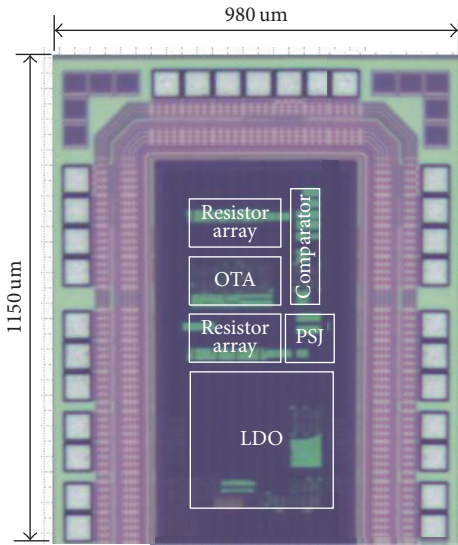 980 um
1150 um
Resistor
array
Comparator
OTA
Resistor
array
PSJ
LDO